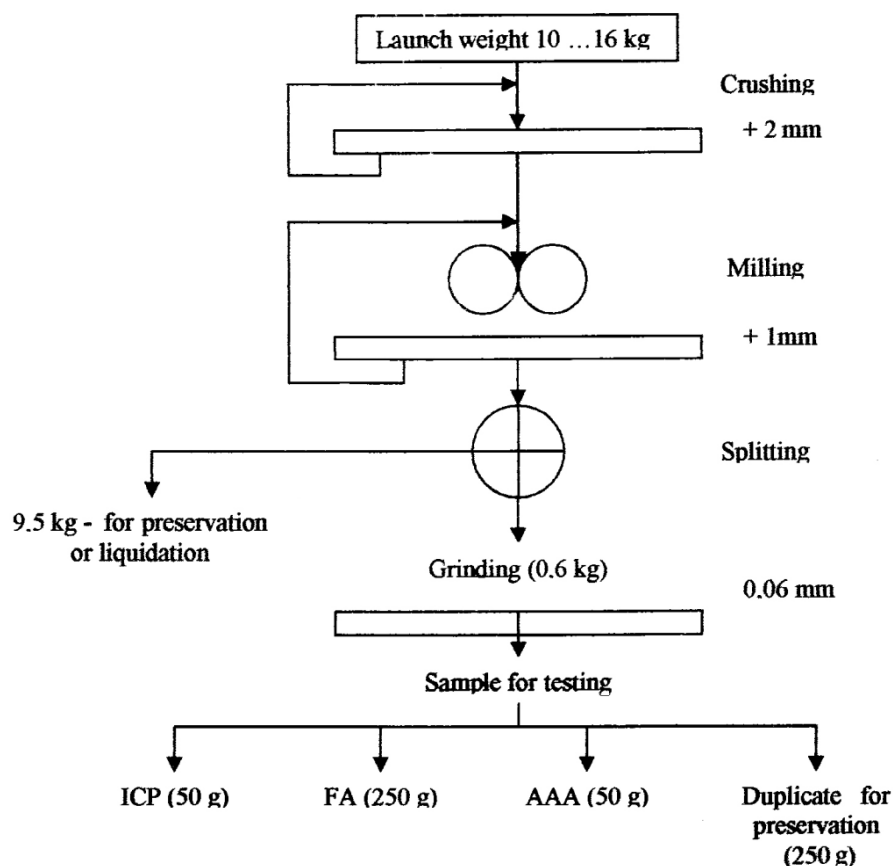 Launch weight 10 ...16 kg
Crushing
+ 2 mm
Milling
+ 1mm
Splitting
9.5 kg - for preservation
or liquidation
Grinding (0.6 kg)
0.06 mm
Sample for testing
ICP (50 g)
FA (250 g)
AAA (50 g)
Duplicate for
preservation
(250 g)